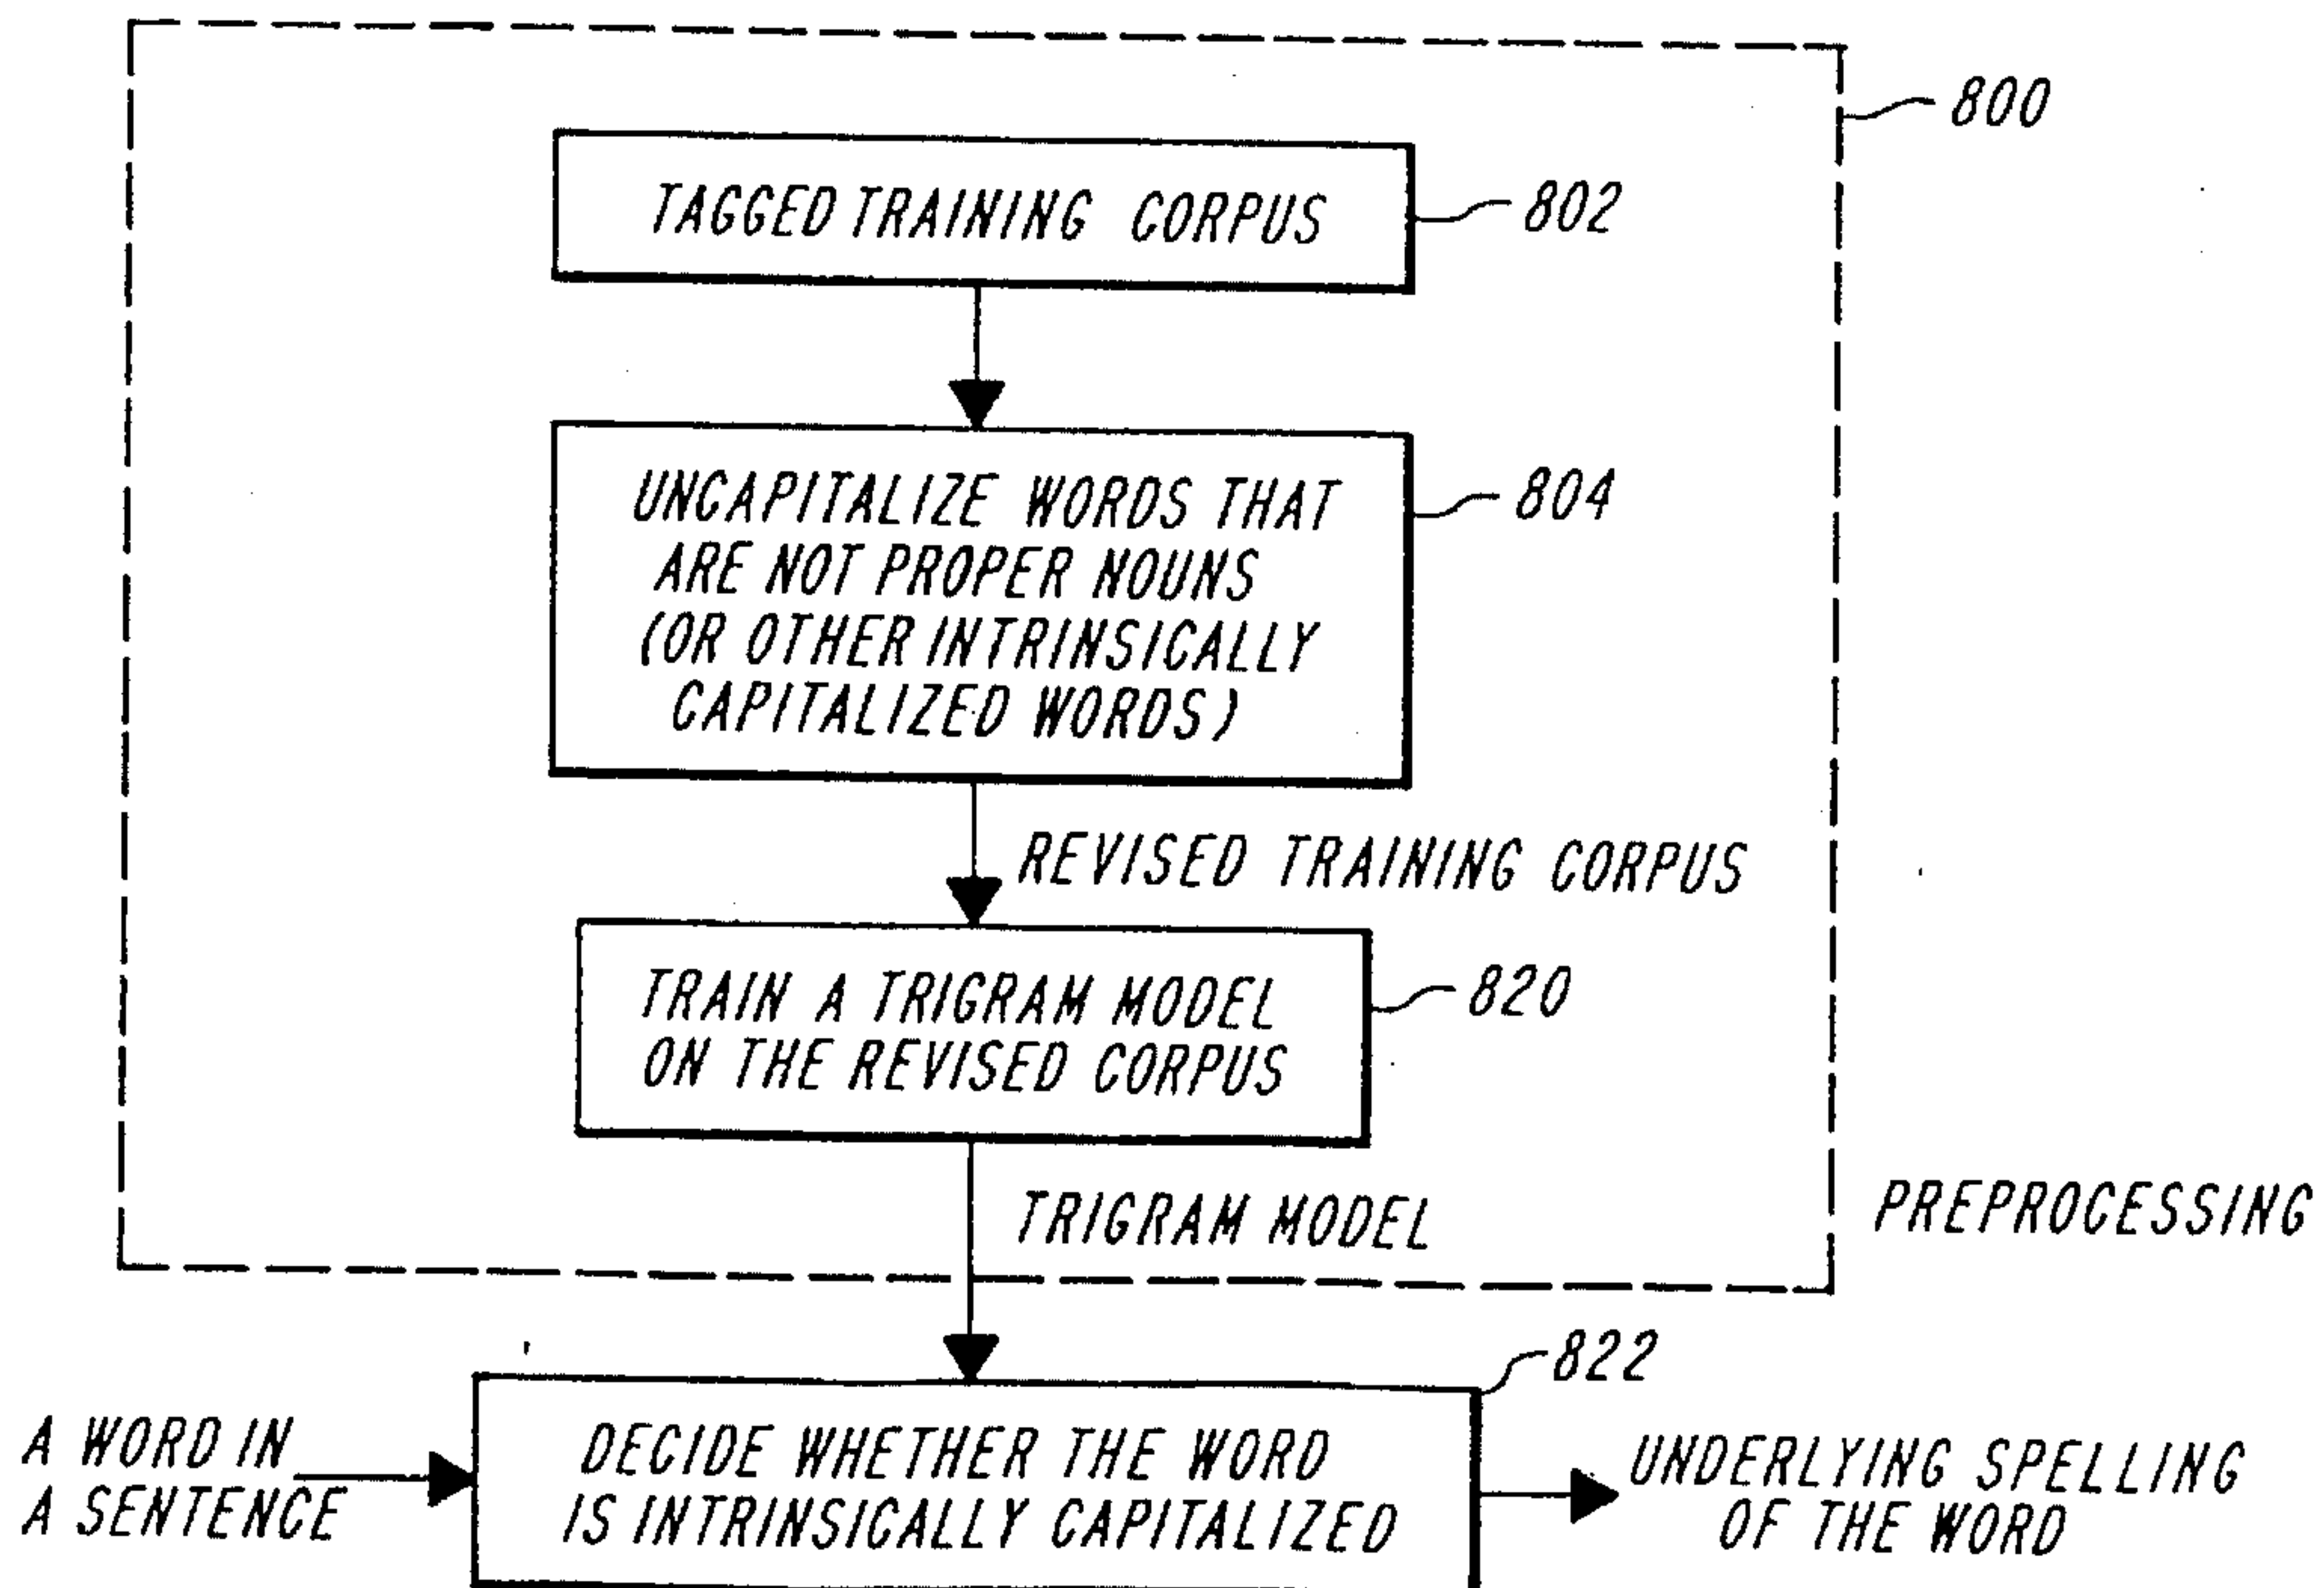 800
TAGGED TRAINING CORPUS
802
UNCAPITALIZE WORDS THAT
ARE NOT PROPER NOUNS
(OR OTHER INTRINSICALLY
CAPITALIZED WORDS)
804
REVISED TRAINING CORPUS
TRAIN A TRIGRAM MODEL
ON THE REVISED CORPUS
820
TRIGRAM MODEL
PREPROCESSING
822
A WORD IN
A SENTENCE
DECIDE WHETHER THE WORD
IS INTRINSICALLY CAPITALIZED
UNDERLYING SPELLING
OF THE WORD